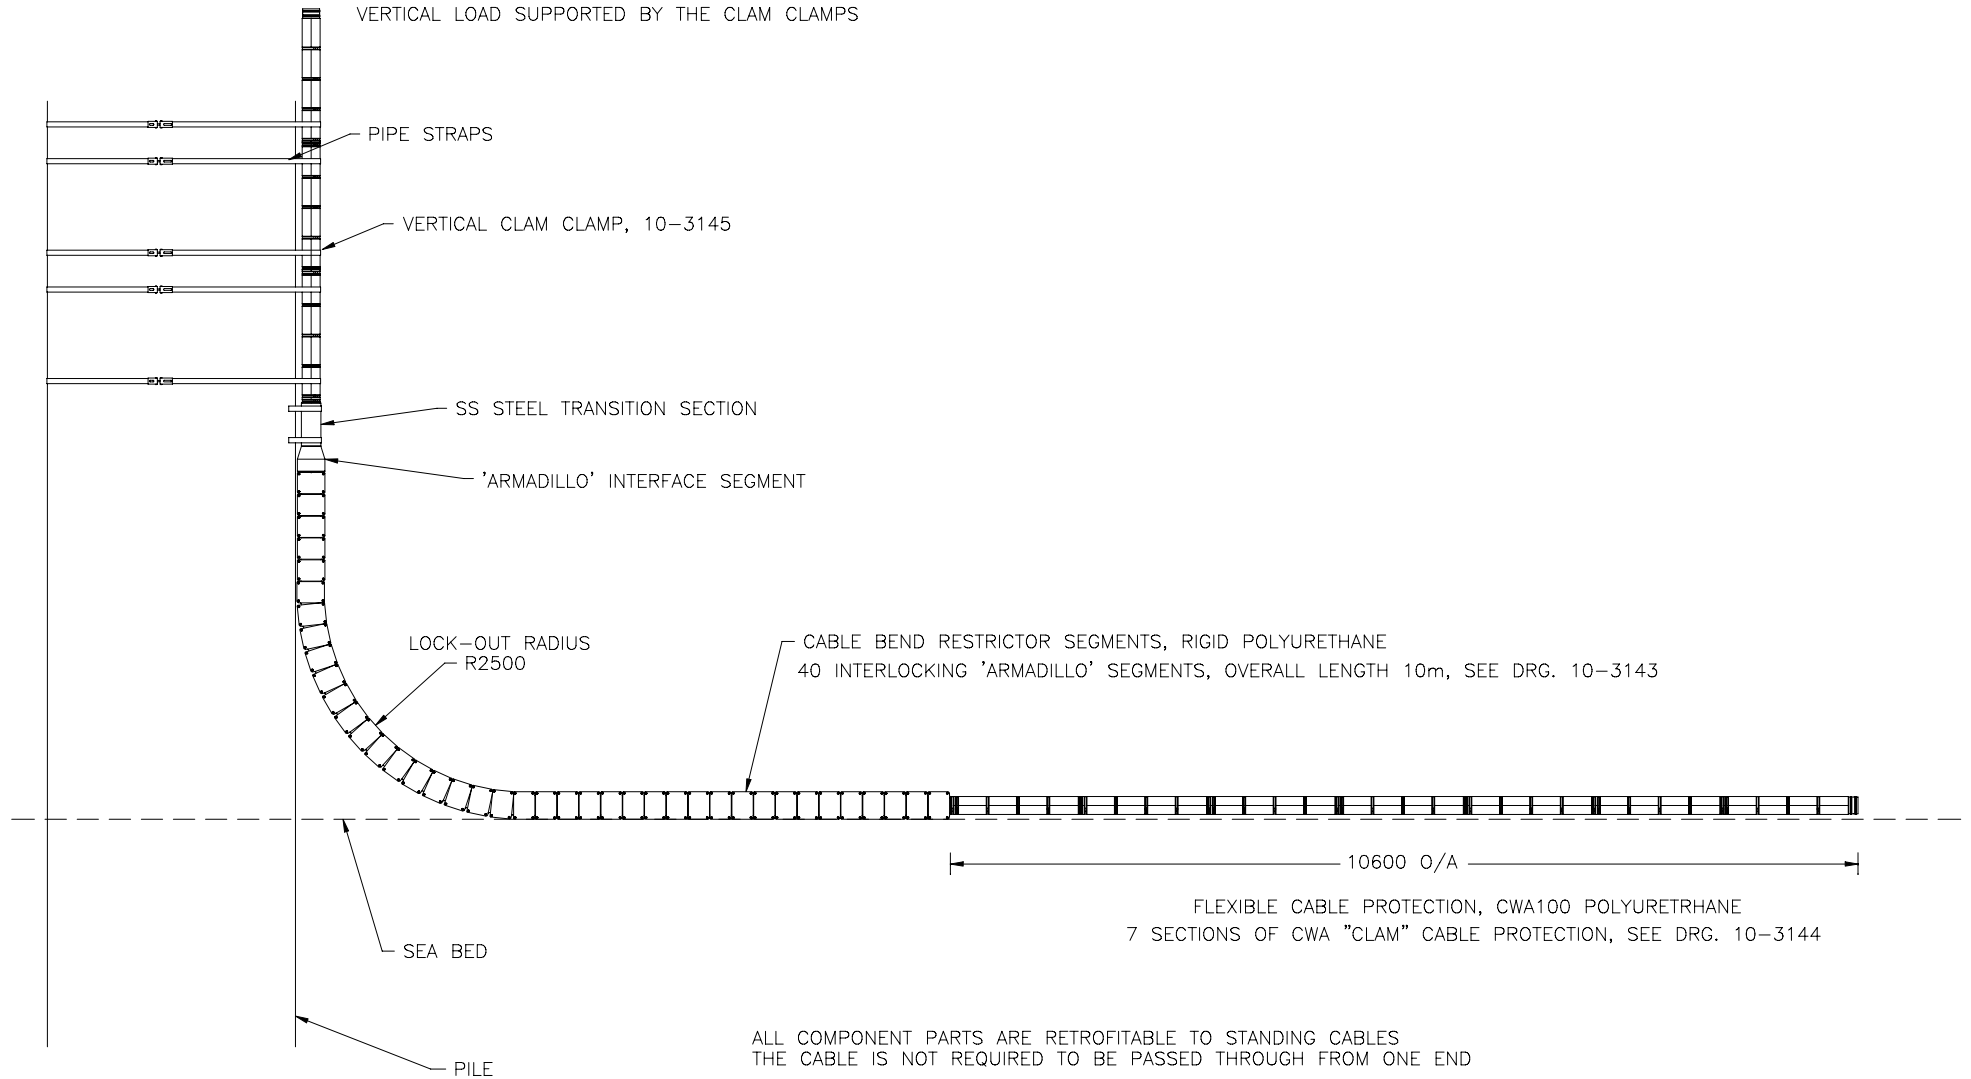 VERTICAL LOAD SUPPORTED BY THE CLAM CLAMPS
PIPE STRAPS
VERTICAL CLAM CLAMP, 10-3145
SS STEEL TRANSITION SECTION
'ARMADILLO' INTERFACE SEGMENT
LOCK-OUT RADIUS
R2500
CABLE BEND RESTRICTOR SEGMENTS, RIGID POLYURETHANE
40 INTERLOCKING 'ARMADILLO' SEGMENTS, OVERALL LENGTH 10m, SEE DRG. 10-3143
10600 O/A
FLEXIBLE CABLE PROTECTION, CWA100 POLYURETRHANE
7 SECTIONS OF CWA "CLAM" CABLE PROTECTION, SEE DRG. 10-3144
SEA BED
ALL COMPONENT PARTS ARE RETROFITABLE TO STANDING CABLES
THE CABLE IS NOT REQUIRED TO BE PASSED THROUGH FROM ONE END
PILE